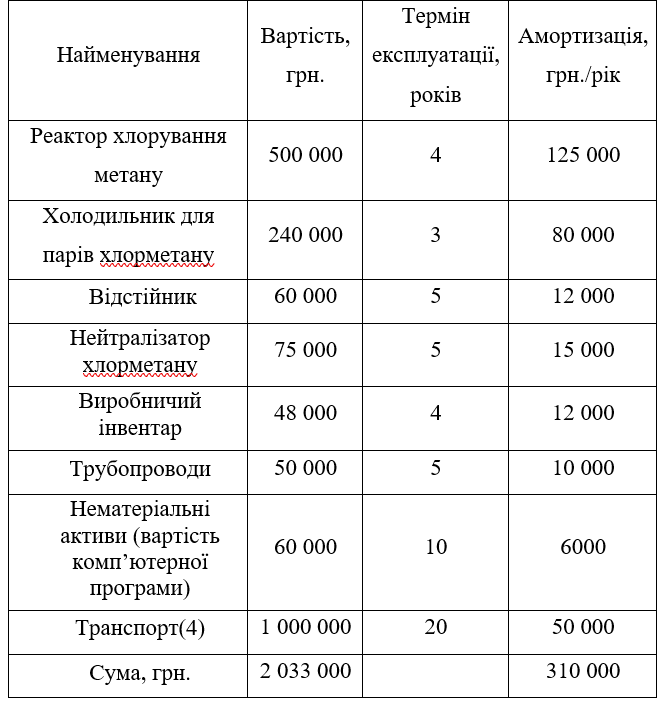 Найменування
Вартість,
грн.
Термін
експлуатації,
років
Амортизація,
грн./рік
Реактор хлорування
метану
500 000
4
125 000
Холодильник для
парів хлорметану
240 000
3
80 000
Відстійник
60 000
5
12 000
Нейтралізатор
хлорметану
75 000
5
15 000
Виробничий
інвентар
48 000
4
12 000
Трубопроводи
50 000
5
10 000
Нематеріальні
активи (вартість
комп’ютерної
програми)
60 000
10
6000
Транспорт(4)
1 000 000
20
50 000
Сума, грн.
2 033 000
310 000